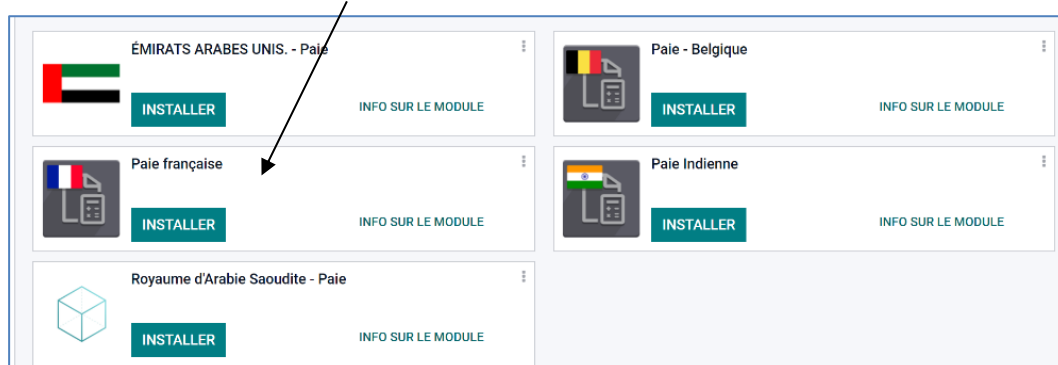 ÉMIRATS ARABES UNIS. - Paie
INSTALLER
INFO SUR LE MODULE
Paie - Belgique
INSTALLER
INFO SUR LE MODULE
Paie française
INSTALLER
INFO SUR LE MODULE
Paie Indienne
INSTALLER
INFO SUR LE MODULE
Royaume d'Arabie Saoudite - Paie
INSTALLER
INFO SUR LE MODULE